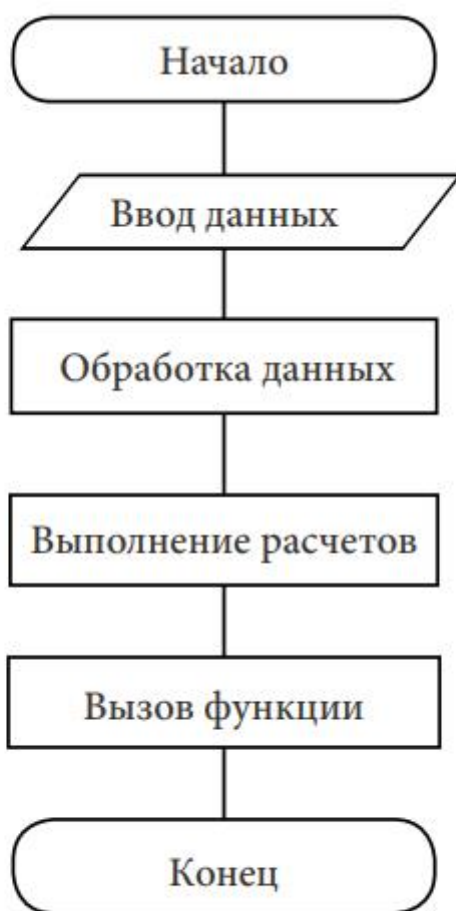 Начало
Ввод данных
Обработка данных
Выполнение расчетов
Вызов функции
Конец